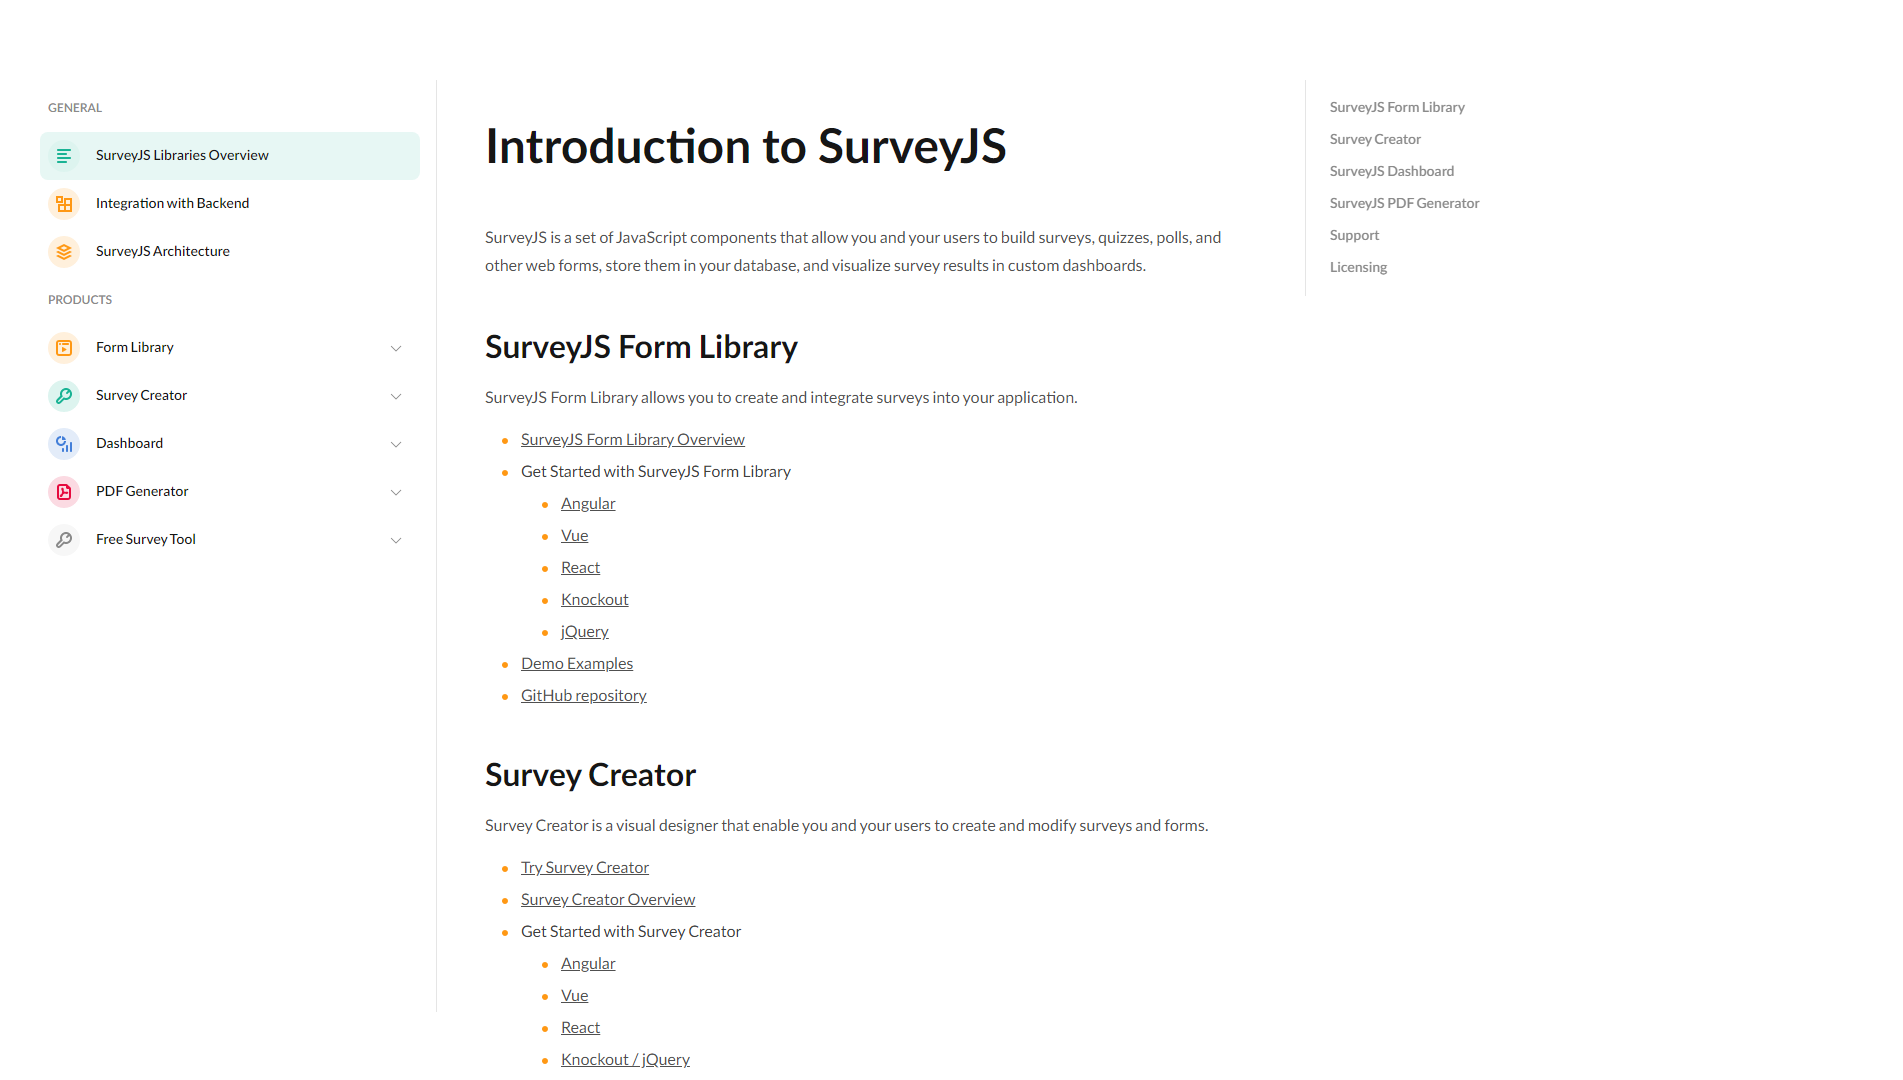 GENERAL
SurveyJS Libraries Overview
Integration with Backend
SurveyJS Architecture
PRODUCTS
Form Library
Survey Creator
Dashboard
PDF Generator
Free Survey Tool
Introduction to SurveyJS
SurveyJS is a set of JavaScript components that allow you and your users to build surveys, quizzes, polls, and
other web forms, store them in your database, and visualize survey results in custom dashboards.
SurveyJS Form Library
SurveyJS Form Library allows you to create and integrate surveys into your application.
SurveyJS Form Library Overview
Get Started with SurveyJS Form Library
Angular
Vue
React
Knockout
jQuery
Demo Examples
GitHub repository
Survey Creator
Survey Creator is a visual designer that enable you and your users to create and modify surveys and forms.
Try Survey Creator
Survey Creator Overview
Get Started with Survey Creator
Angular
Vue
React
Knockout / jQuery
SurveyJS Form Library
Survey Creator
SurveyJS Dashboard
SurveyJS PDF Generator
Support
Licensing